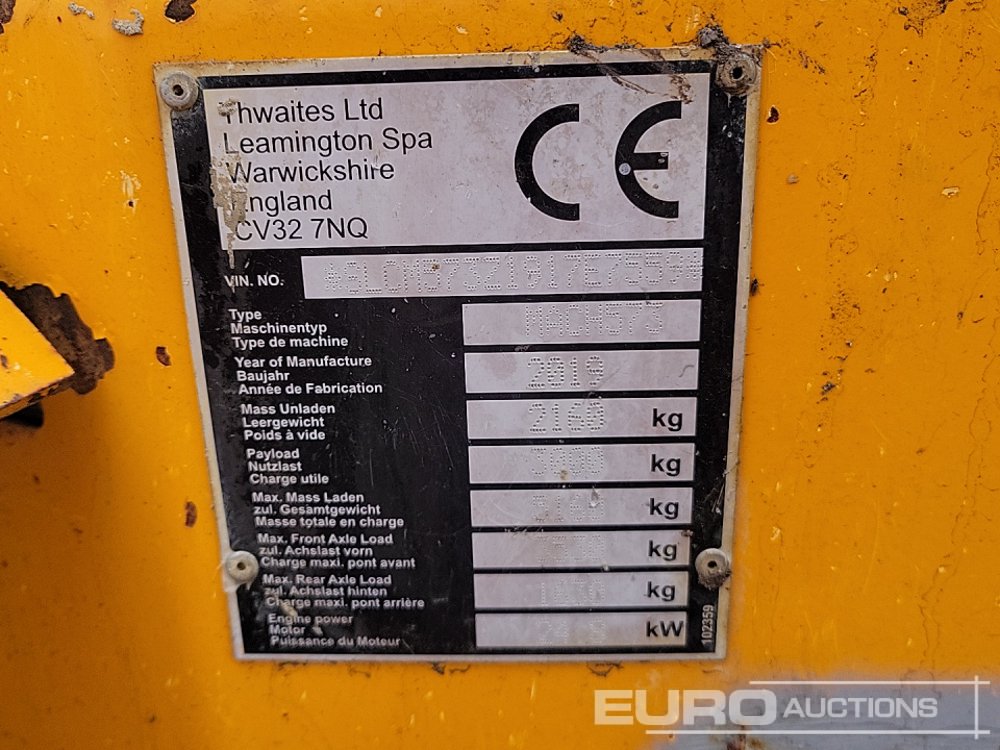 Thwaites Ltd
Leamington Spa
Warwickshire
England
CV32 7NQ
CE
VIN. NO.
Type
Maschinentyp
Type de machine
MACH573
Year of Manufacture
Baujahr
Année de Fabrication
2019
Mass Unladen
Leergewicht
Poids à vide
2160 kg
Payload
Nutzlast
Charge utile
3000 kg
Max. Mass Laden
zul. Gesamtgewicht
Masse totale en charge
kg
Max. Front Axle Load
zul. Achslast vorn
Charge maxi. pont avant
kg
Max. Rear Axle Load
zul. Achslast hinten
Charge maxi. pont arrière
kg
Engine power
Motor
Puissance du Moteur
kW
102359
EURO AUCTIONS